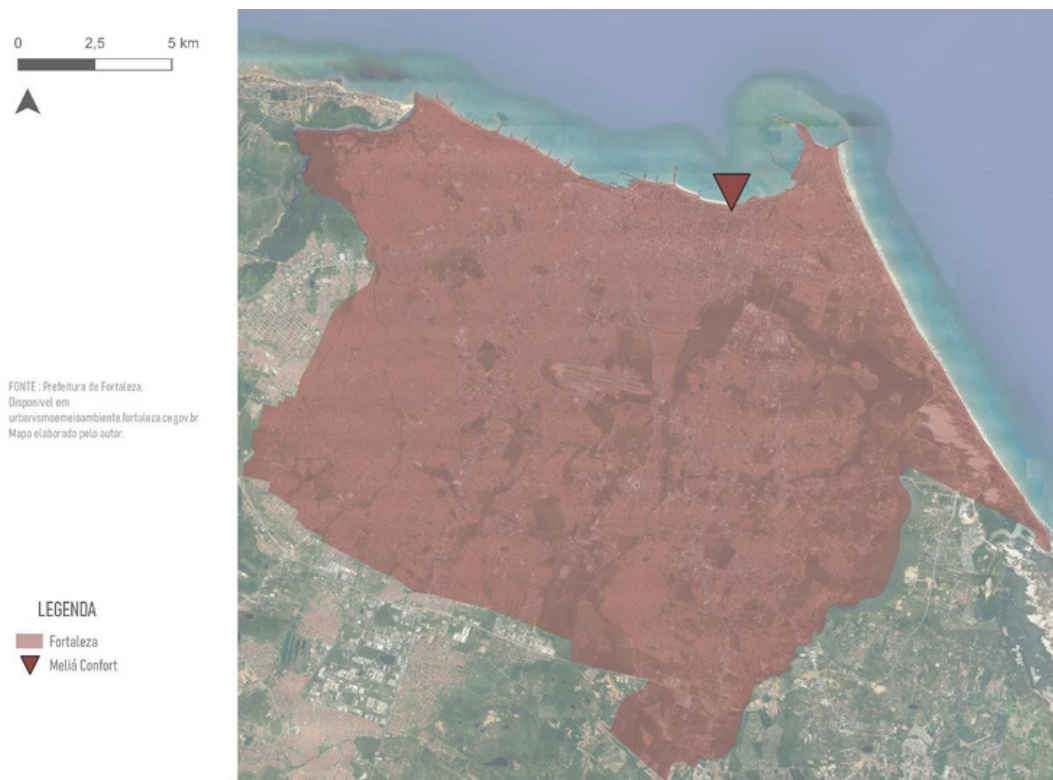 0 2,5 5 km
FONTE : Prefeitura de Fortaleza.
Disponivel em
urbanismoemeioambiente.fortaleza.ce.gov.br
Mapa elaborado pelo autor.
LEGENDA
Fortaleza
Meliá Confort